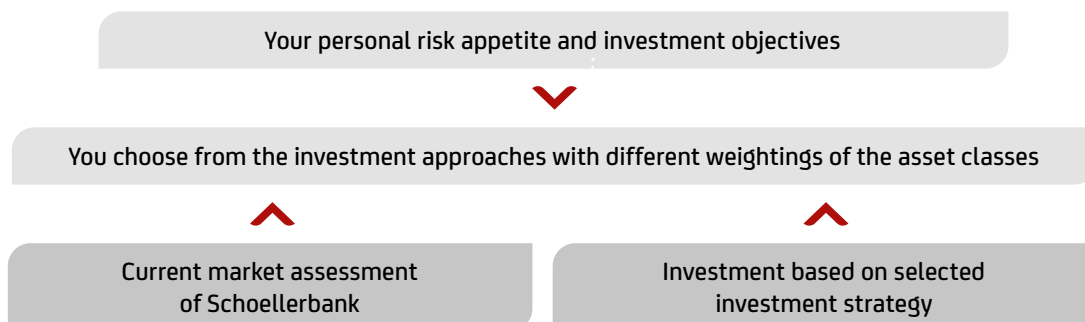 Your personal risk appetite and investment objectives
You choose from the investment approaches with different weightings of the asset classes
Current market assessment
of Schoellerbank
Investment based on selected
investment strategy